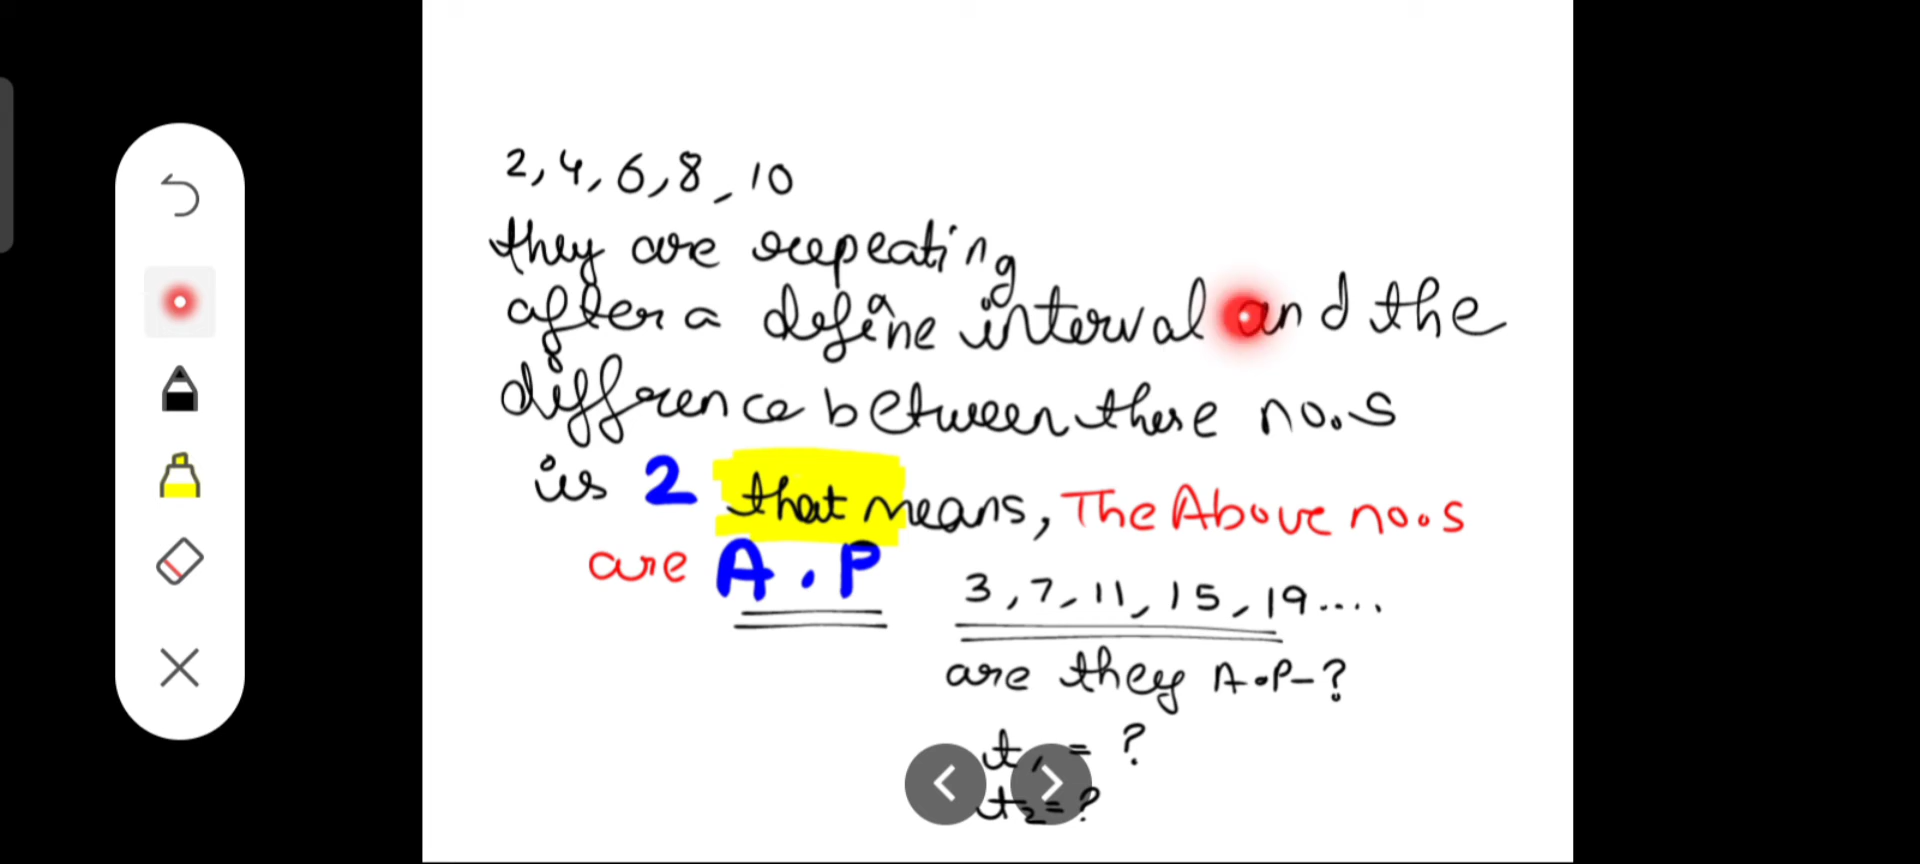 2, 4, 6, 8, 10
they are repeating
after a define interval and the
difference between these no.s
is 2 that means, The Above no.s
are A.P
3, 7, 11, 15, 19....
are they A.P-?
t1 = ?
t2 = ?